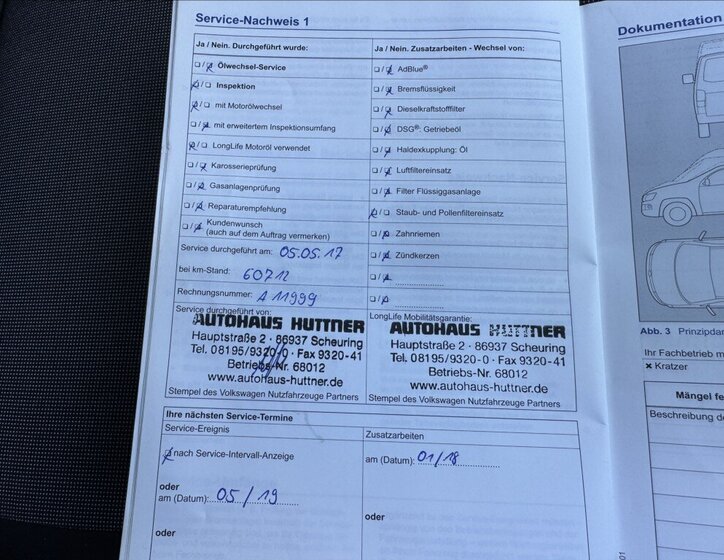 Service-Nachweis 1
Ja / Nein. Durchgeführt wurde:
❏/❏ Ölwechsel-Service
❏/❏ Inspektion
❏/❏ mit Motorölwechsel
❏/❏ mit erweitertem Inspektionsumfang
❏/❏ LongLife Motoröl verwendet
❏/❏ Karosserieprüfung
❏/❏ Gasanlagenprüfung
❏/❏ Reparaturempfehlung
❏/❏ Kundenwunsch
(auch auf dem Auftrag vermerken)
Service durchgeführt am: 05.05.17
bei km-Stand: 60712
Rechnungsnummer: A 11999
Ja / Nein. Zusatzarbeiten - Wechsel von:
❏/❏ AdBlue®
❏/❏ Bremsflüssigkeit
❏/❏ Dieselkraftstofffilter
❏/❏ DSG®: Getriebeöl
❏/❏ Haldexkupplung: Öl
❏/❏ Luftfiltereinsatz
❏/❏ Filter Flüssiggasanlage
❏/❏ Staub- und Pollenfiltereinsatz
❏/❏ Zahnriemen
❏/❏ Zündkerzen
❏/❏ ....................
❏/❏ ....................
Service durchgeführt von:
AUTOHAUS HUTTNER
Hauptstraße 2 · 86937 Scheuring
Tel. 08195/9320-0 · Fax 9320-41
Betriebs-Nr. 68012
www.autohaus-huttner.de
Stempel des Volkswagen Nutzfahrzeuge Partners
LongLife Mobilitätsgarantie:
AUTOHAUS HUTTNER
Hauptstraße 2 · 86937 Scheuring
Tel. 08195/9320-0 · Fax 9320-41
Betriebs-Nr. 68012
www.autohaus-huttner.de
Stempel des Volkswagen Nutzfahrzeuge Partners
Ihre nächsten Service-Termine
Service-Ereignis
❏ nach Service-Intervall-Anzeige
oder
am (Datum): 05/19
oder
Zusatzarbeiten
am (Datum): 01/18
oder
Dokumentation
Abb. 3 Prinzipdar
Ihr Fachbetrieb m
× Kratzer
Mängel fe
Beschreibung de
01